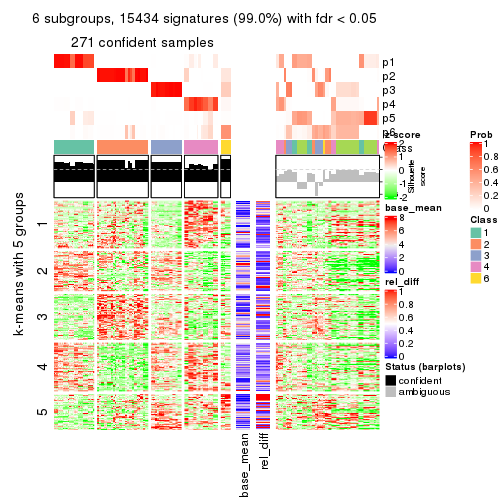 6 subgroups, 15434 signatures (99.0%) with fdr < 0.05
271 confident samples
p1
p2
p3
p4
p5
p6
Class
Silhouette
score
z-score
2
1
0
-1
-2
Prob
1
0.8
0.6
0.4
0.2
0
base_mean
8
6
4
2
0
Class
1
2
3
4
6
rel_diff
1
0.8
0.6
0.4
0.2
0
Status (barplots)
confident
ambiguous
k-means with 5 groups
1
2
3
4
5
base_mean
rel_diff